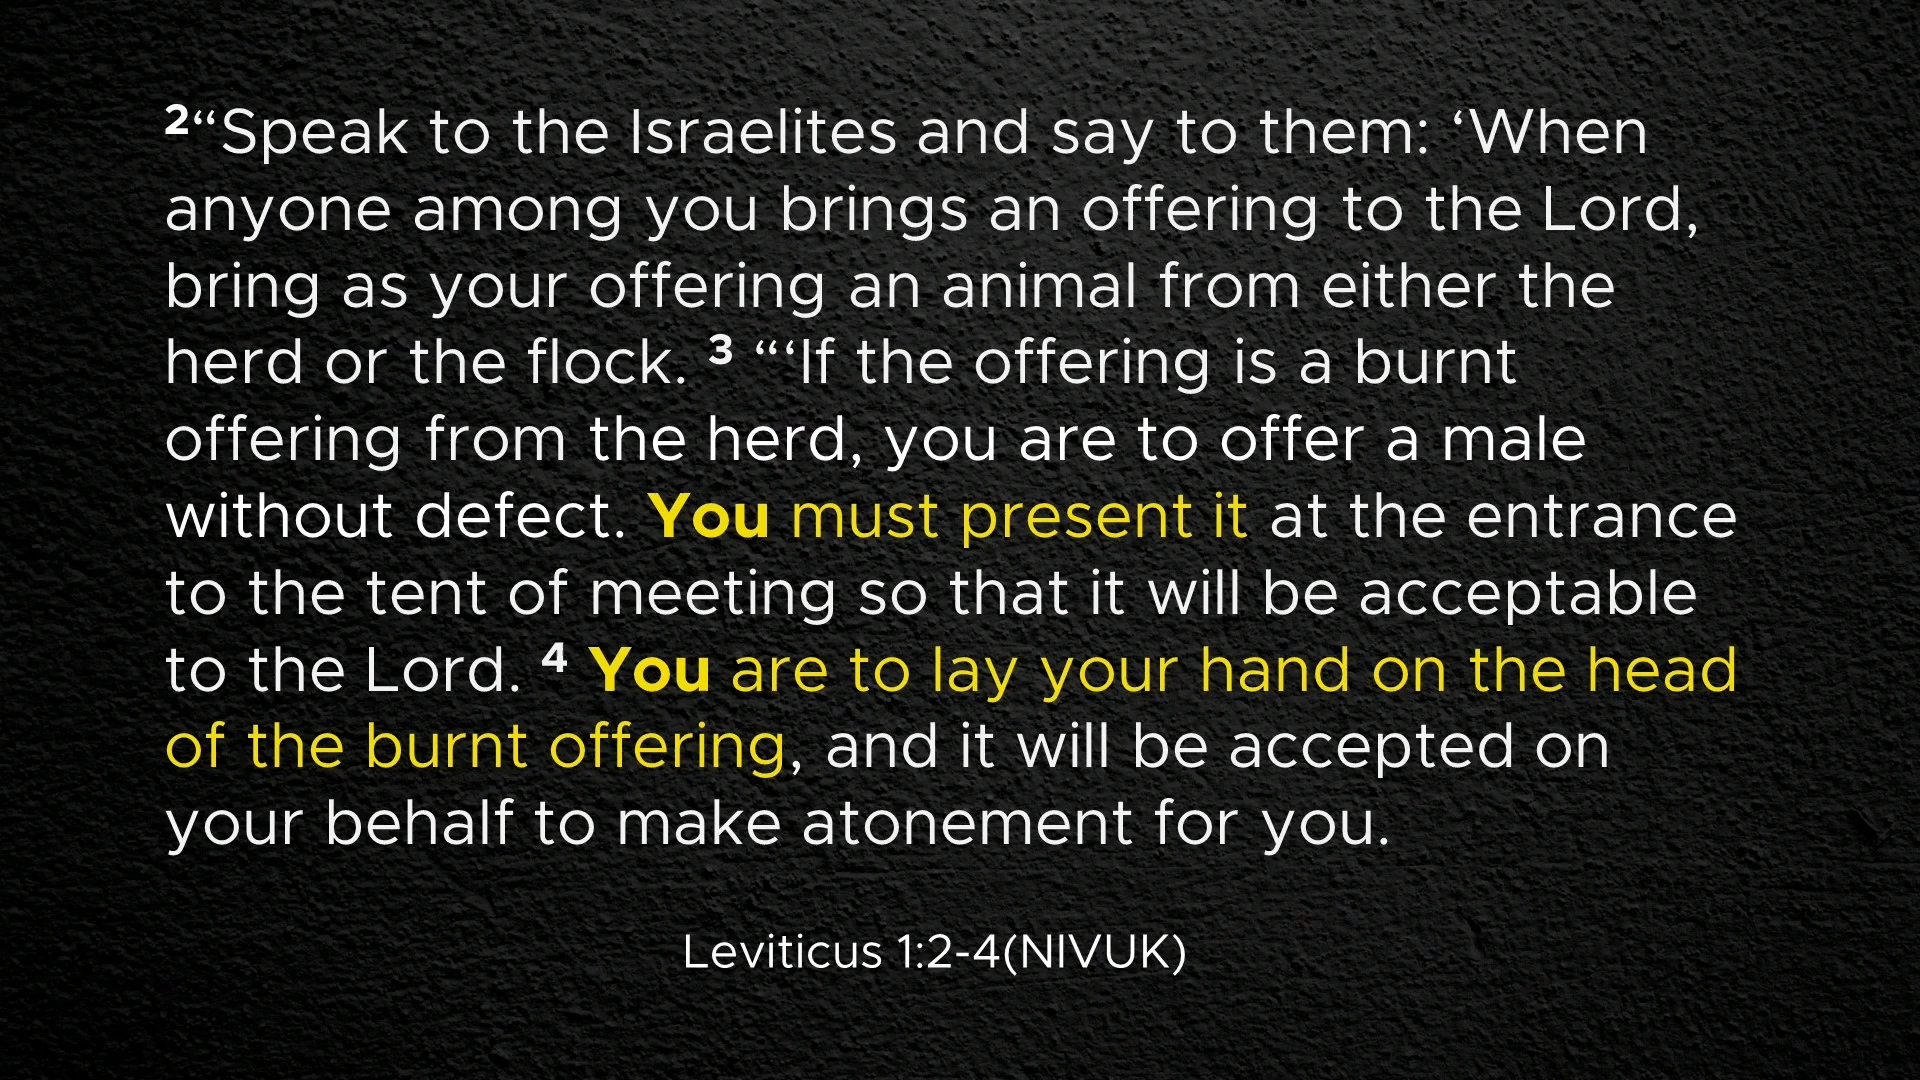 2“Speak to the Israelites and say to them: ‘When
anyone among you brings an offering to the Lord,
bring as your offering an animal from either the
herd or the flock. 3 “‘If the offering is a burnt
offering from the herd, you are to offer a male
without defect. You must present it at the entrance
to the tent of meeting so that it will be acceptable
to the Lord. 4 You are to lay your hand on the head
of the burnt offering, and it will be accepted on
your behalf to make atonement for you.
Leviticus 1:2-4(NIVUK)